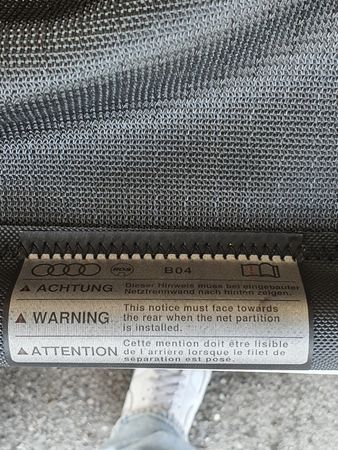 B04
ACHTUNG Dieser Hinweis muss bei eingebauter
Netztrennwand nach hinten zeigen.
WARNING This notice must face towards
the rear when the net partition
is installed.
ATTENTION Cette mention doit être lisible
de l arrière lorsque le filet de
séparation est posé.